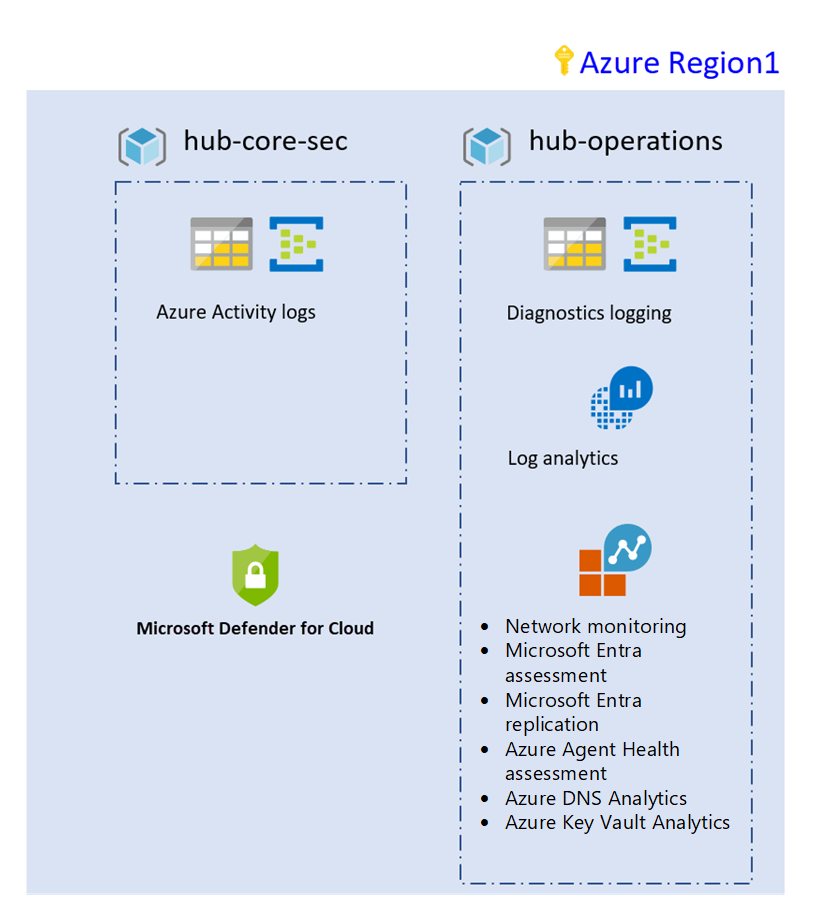 Azure Region1
hub-core-sec
Azure Activity logs
Microsoft Defender for Cloud
hub-operations
Diagnostics logging
Log analytics
• Network monitoring
• Microsoft Entra
assessment
• Microsoft Entra
replication
• Azure Agent Health
assessment
• Azure DNS Analytics
• Azure Key Vault Analytics